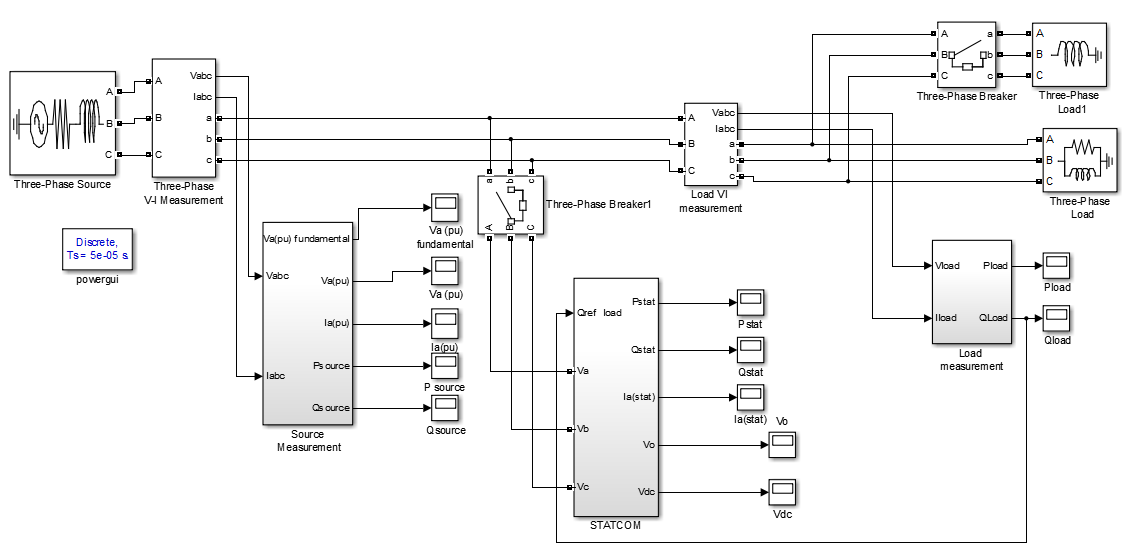 A
B
C
Three-Phase Source
A
B
C
Vabc
Iabc
a
b
c
Three-Phase
V-I Measurement
Discrete,
Ts = 5e-05 s.
powergui
Va(pu) fundamental
Vabc
Va(pu)
Ia(pu)
Psource
Iabc
Qsource
Source
Measurement
Va (pu)
fundamental
Va (pu)
Ia(pu)
P source
Qsource
a
b
c
A
B
C
Three-Phase Breaker1
Qref load
Va
Vb
Vc
Pstat
Qstat
Ia(stat)
Vo
Vdc
STATCOM
Pstat
Qstat
Ia(stat)
Vo
Vdc
A
B
C
Vabc
Iabc
a
b
c
Load VI
measurement
A
B
C
a
b
c
Three-Phase Breaker
A
B
C
Three-Phase
Load1
A
B
C
Three-Phase
Load
Vload
Iload
Pload
QLoad
Load
measurement
Pload
Qload